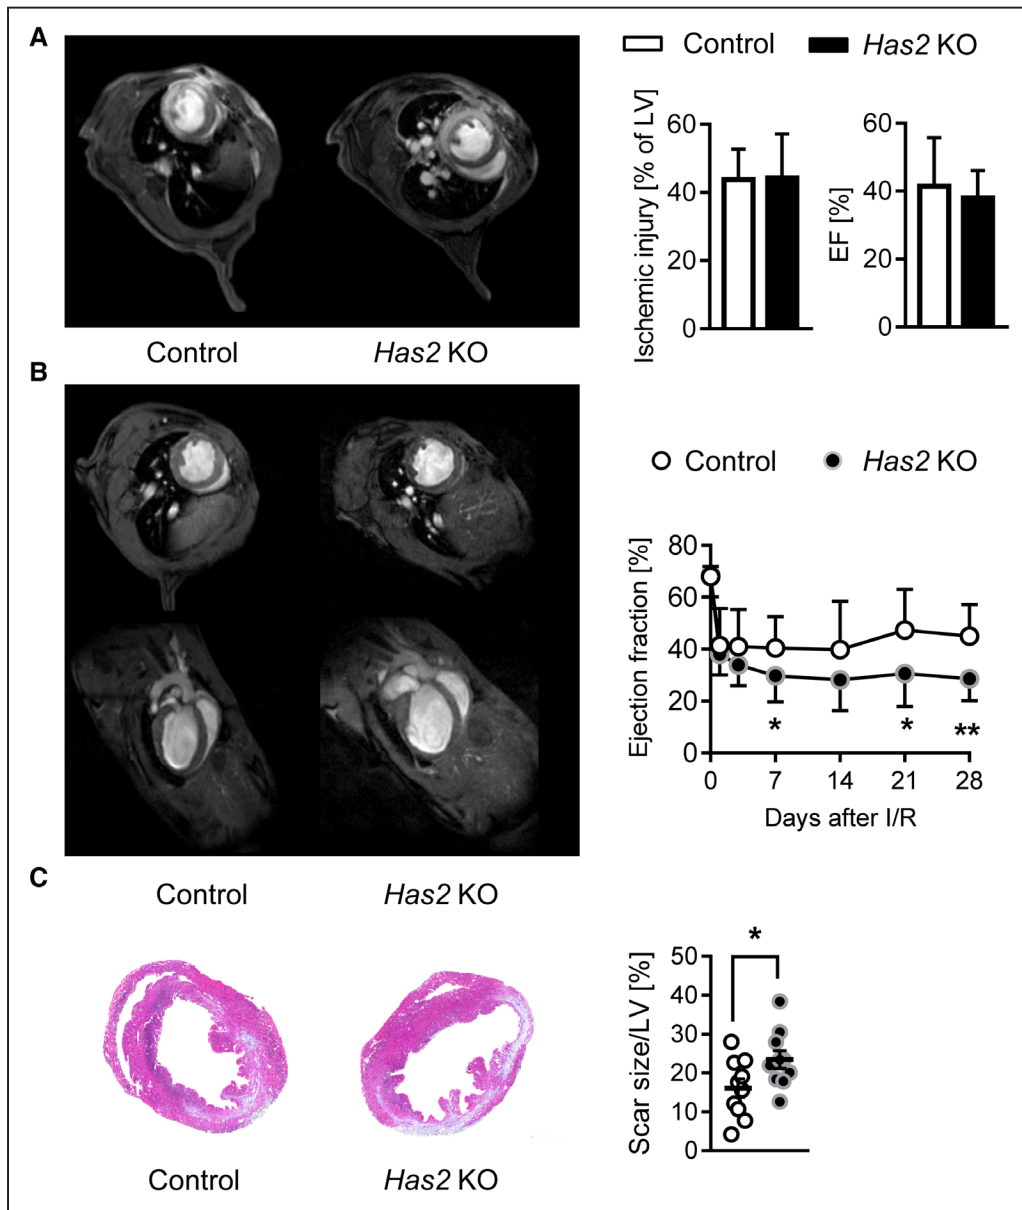 A
Control
Has2 KO
Ischemic injury [% of LV]
60
40
20
0
EF [%]
60
40
20
0
Control
Has2 KO
B
Control
Has2 KO
Ejection fraction [%]
80
60
40
20
0
*
*
**
0
7
14
21
28
Days after I/R
Control
Has2 KO
C
*
Scar size/LV [%]
50
40
30
20
10
0
Control
Has2 KO